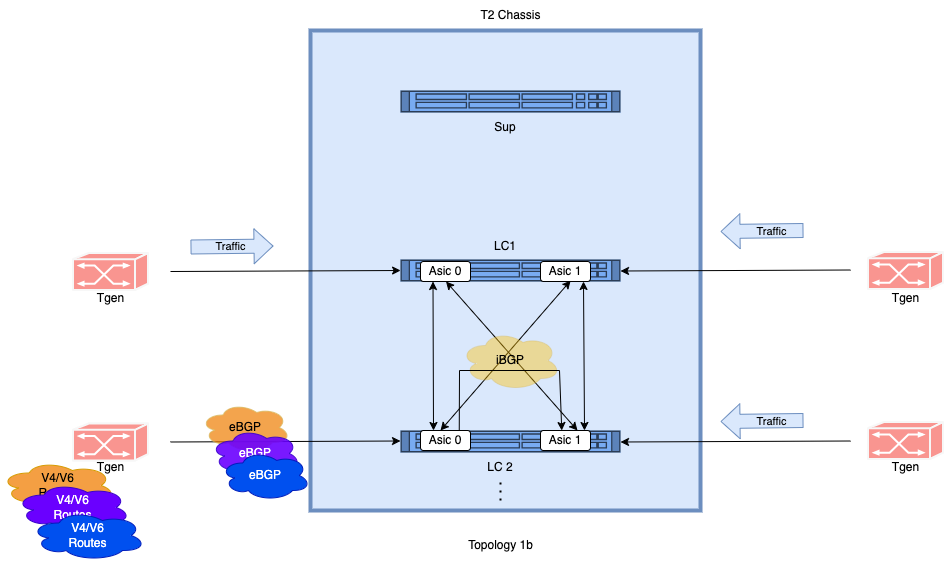 T2 Chassis
Sup
Traffic
Traffic
LC1
Asic 0
Asic 1
Tgen
Tgen
iBGP
Traffic
eBGP
eBGP
eBGP
Asic 0
Asic 1
Tgen
LC 2
Tgen
V4/V6
V4/V6
Routes
V4/V6
Routes
Topology 1b